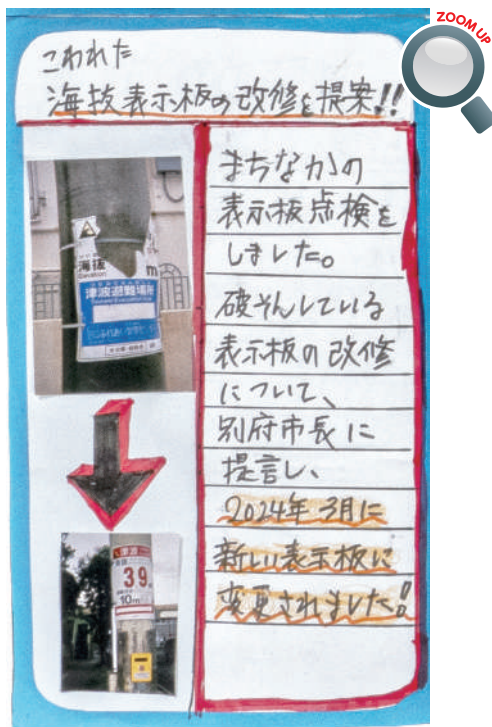 ZOOM UP
こわれた
海抜表示板の改修を提案!!
海抜
Elevation
m
津波避難場所
まちなかの
表示板点検を
しました。
破そんしている
表示板の改修
について、
別府市長に
提言し、
2024年3月に
新しい表示板に
変更されました!
津波
39
10m